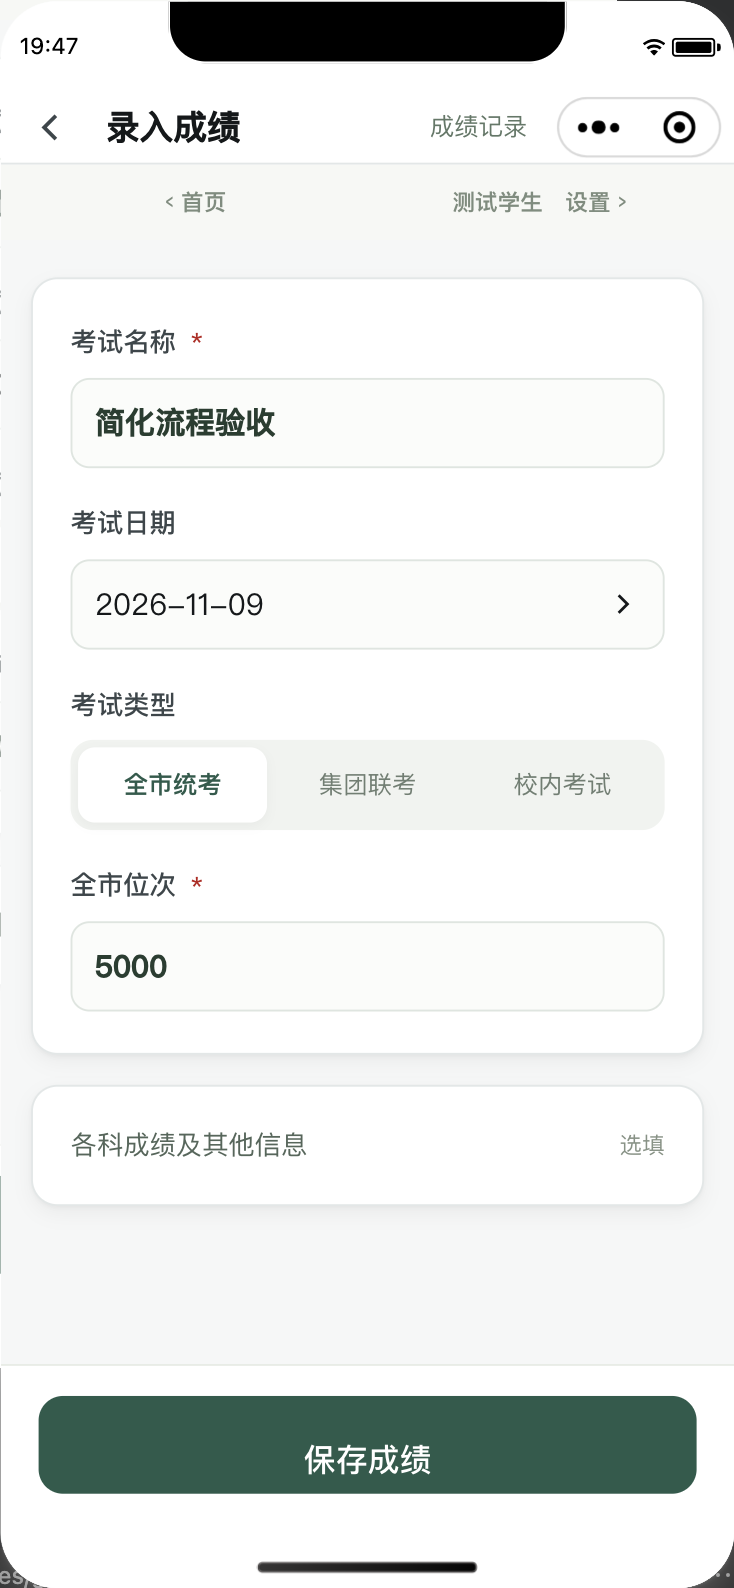 19:47
录入成绩 成绩记录
‹ 首页 测试学生 设置 ›
考试名称 *
简化流程验收
考试日期
2026-11-09
考试类型
全市统考 集团联考 校内考试
全市位次 *
5000
各科成绩及其他信息 选填
保存成绩